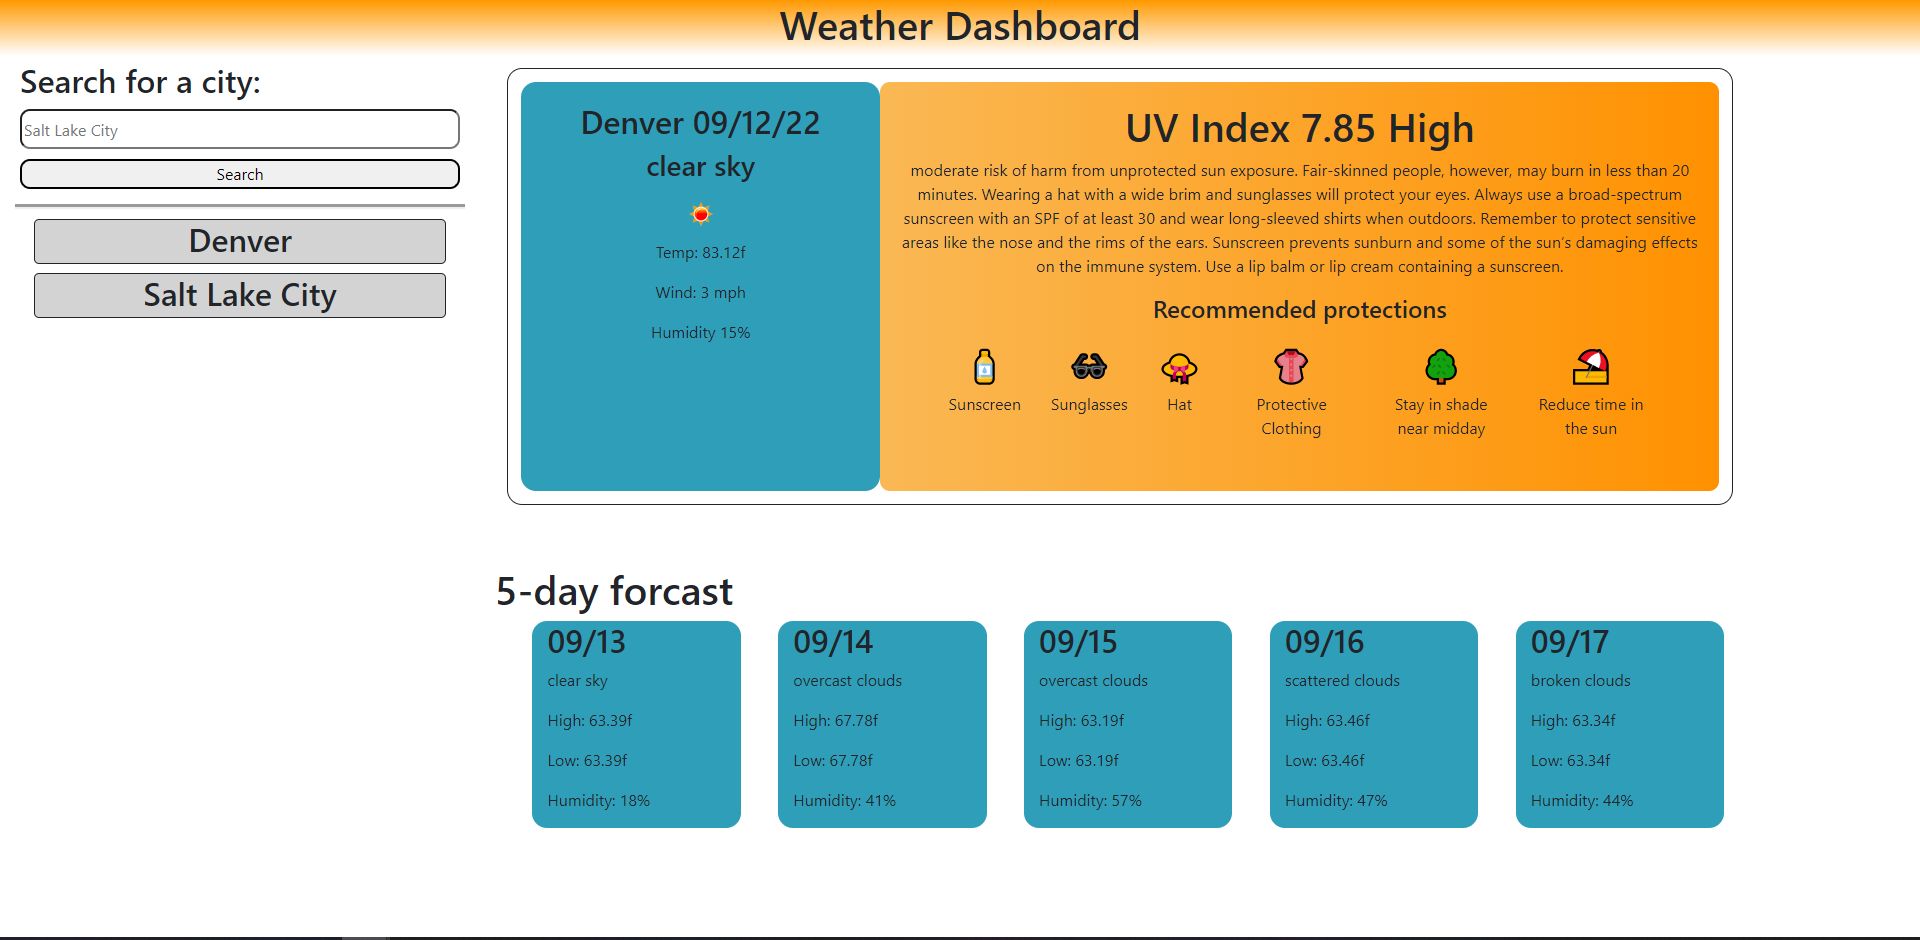 Weather Dashboard
Search for a city:
Salt Lake City
Search
Denver
Salt Lake City
Denver 09/12/22
clear sky
Temp: 83.12f
Wind: 3 mph
Humidity 15%
UV Index 7.85 High
moderate risk of harm from unprotected sun exposure. Fair-skinned people, however, may burn in less than 20
minutes. Wearing a hat with a wide brim and sunglasses will protect your eyes. Always use a broad-spectrum
sunscreen with an SPF of at least 30 and wear long-sleeved shirts when outdoors. Remember to protect sensitive
areas like the nose and the rims of the ears. Sunscreen prevents sunburn and some of the sun’s damaging effects
on the immune system. Use a lip balm or lip cream containing a sunscreen.
Recommended protections
Sunscreen
Sunglasses
Hat
Protective
Clothing
Stay in shade
near midday
Reduce time in
the sun
5-day forcast
09/13
clear sky
High: 63.39f
Low: 63.39f
Humidity: 18%
09/14
overcast clouds
High: 67.78f
Low: 67.78f
Humidity: 41%
09/15
overcast clouds
High: 63.19f
Low: 63.19f
Humidity: 57%
09/16
scattered clouds
High: 63.46f
Low: 63.46f
Humidity: 47%
09/17
broken clouds
High: 63.34f
Low: 63.34f
Humidity: 44%